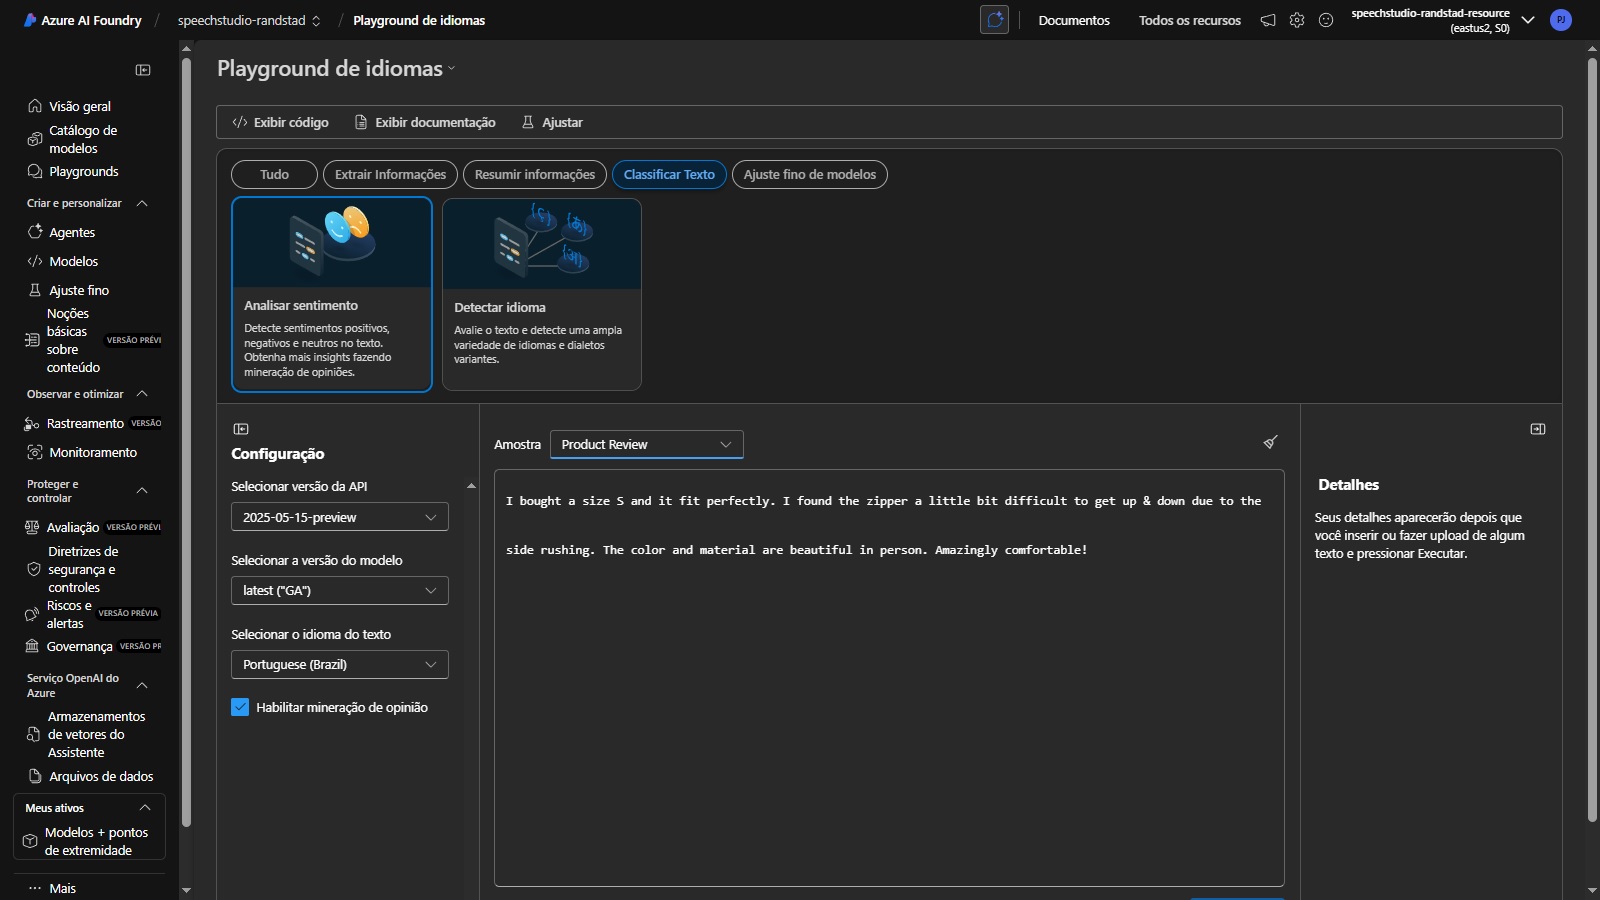 Azure AI Foundry / speechstudio-randstad / Playground de idiomas
Documentos
Todos os recursos
speechstudio-randstad-resource
(eastus2, S0)
PJ
Visão geral
Catálogo de
modelos
Playgrounds
Criar e personalizar
Agentes
Modelos
Ajuste fino
Noções
básicas
sobre
conteúdo
VERSÃO PRÉVI
Observar e otimizar
Rastreamento VERSÃO
Monitoramento
Proteger e
controlar
Avaliação VERSÃO PRÉVI
Diretrizes de
segurança e
controles
Riscos e
alertas
VERSÃO PRÉVIA
Governança VERSÃO PR
Serviço OpenAI do
Azure
Armazenamentos
de vetores do
Assistente
Arquivos de dados
Meus ativos
Modelos + pontos
de extremidade
Mais
Playground de idiomas
Exibir código
Exibir documentação
Ajustar
Tudo
Extrair Informações
Resumir informações
Classificar Texto
Ajuste fino de modelos
Analisar sentimento
Detecte sentimentos positivos,
negativos e neutros no texto.
Obtenha mais insights fazendo
mineração de opiniões.
Detectar idioma
Avalie o texto e detecte uma ampla
variedade de idiomas e dialetos
variantes.
Configuração
Selecionar versão da API
2025-05-15-preview
Selecionar a versão do modelo
latest ("GA")
Selecionar o idioma do texto
Portuguese (Brazil)
Habilitar mineração de opinião
Amostra
Product Review
I bought a size S and it fit perfectly. I found the zipper a little bit difficult to get up & down due to the
side rushing. The color and material are beautiful in person. Amazingly comfortable!
Detalhes
Seus detalhes aparecerão depois que
você inserir ou fazer upload de algum
texto e pressionar Executar.